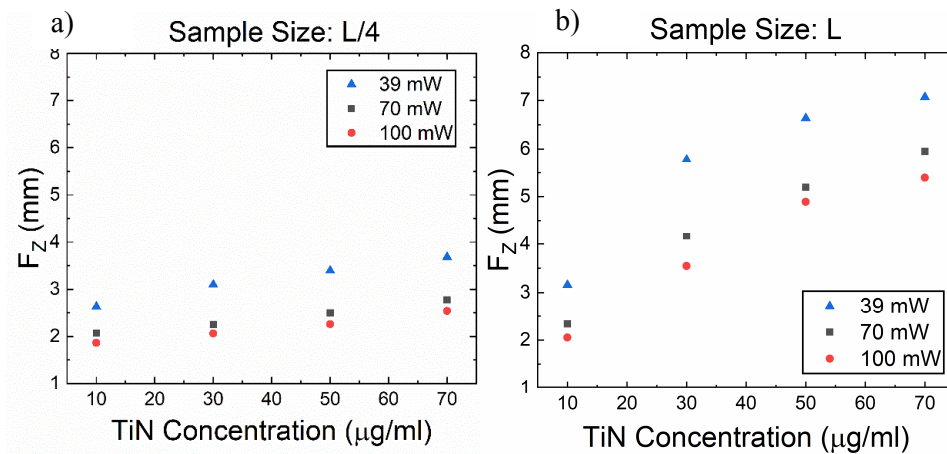 a)
Sample Size: L/4
39 mW
70 mW
100 mW
8
7
6
5
4
3
2
1
F_Z (mm)
10 20 30 40 50 60 70
TiN Concentration (μg/ml)
b)
Sample Size: L
8
7
6
5
4
3
2
1
F_Z (mm)
39 mW
70 mW
100 mW
10 20 30 40 50 60 70
TiN Concentration (μg/ml)